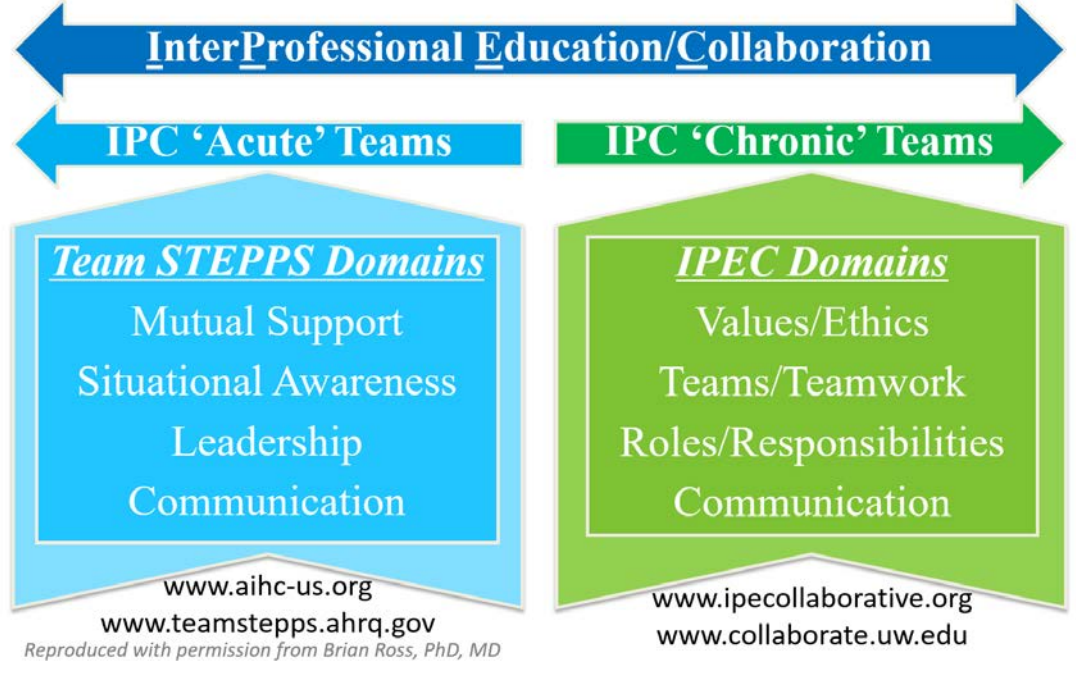 InterProfessional Education/Collaboration
IPC ‘Acute’ Teams
Team STEPPS Domains
Mutual Support
Situational Awareness
Leadership
Communication
www.aihc-us.org
www.teamstepps.ahrq.gov
Reproduced with permission from Brian Ross, PhD, MD
IPC ‘Chronic’ Teams
IPEC Domains
Values/Ethics
Teams/Teamwork
Roles/Responsibilities
Communication
www.ipecollaborative.org
www.collaborate.uw.edu